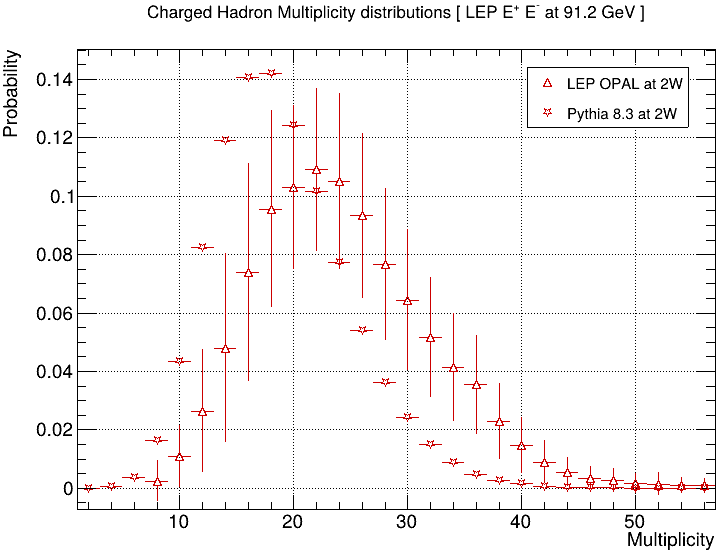 Charged Hadron Multiplicity distributions [ LEP E⁺ E⁻ at 91.2 GeV ]
Probability
0.14
0.12
0.1
0.08
0.06
0.04
0.02
0
LEP OPAL at 2W
Pythia 8.3 at 2W
10 20 30 40 50
Multiplicity